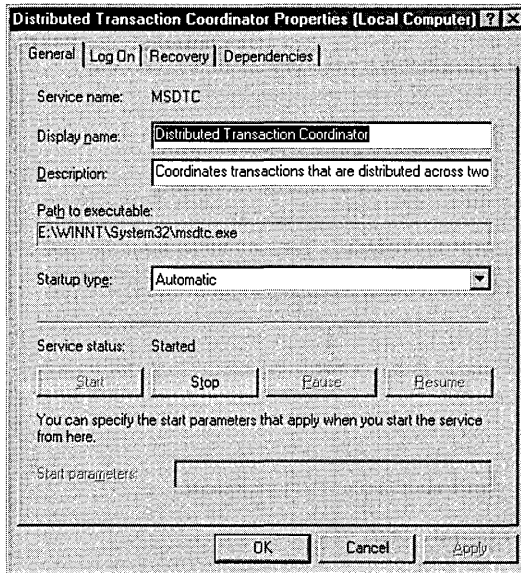 Distributed Transaction Coordinator Properties (Local Computer) ? X
General Log On Recovery Dependencies
Service name: MSDTC
Display name: Distributed Transaction Coordinator
Description: Coordinates transactions that are distributed across two
Path to executable:
E:\WINNT\System32\msdtc.exe
Startup type: Automatic
Service status: Started
Start Stop Pause Resume
You can specify the start parameters that apply when you start the service
from here.
Start parameters:
OK Cancel Apply